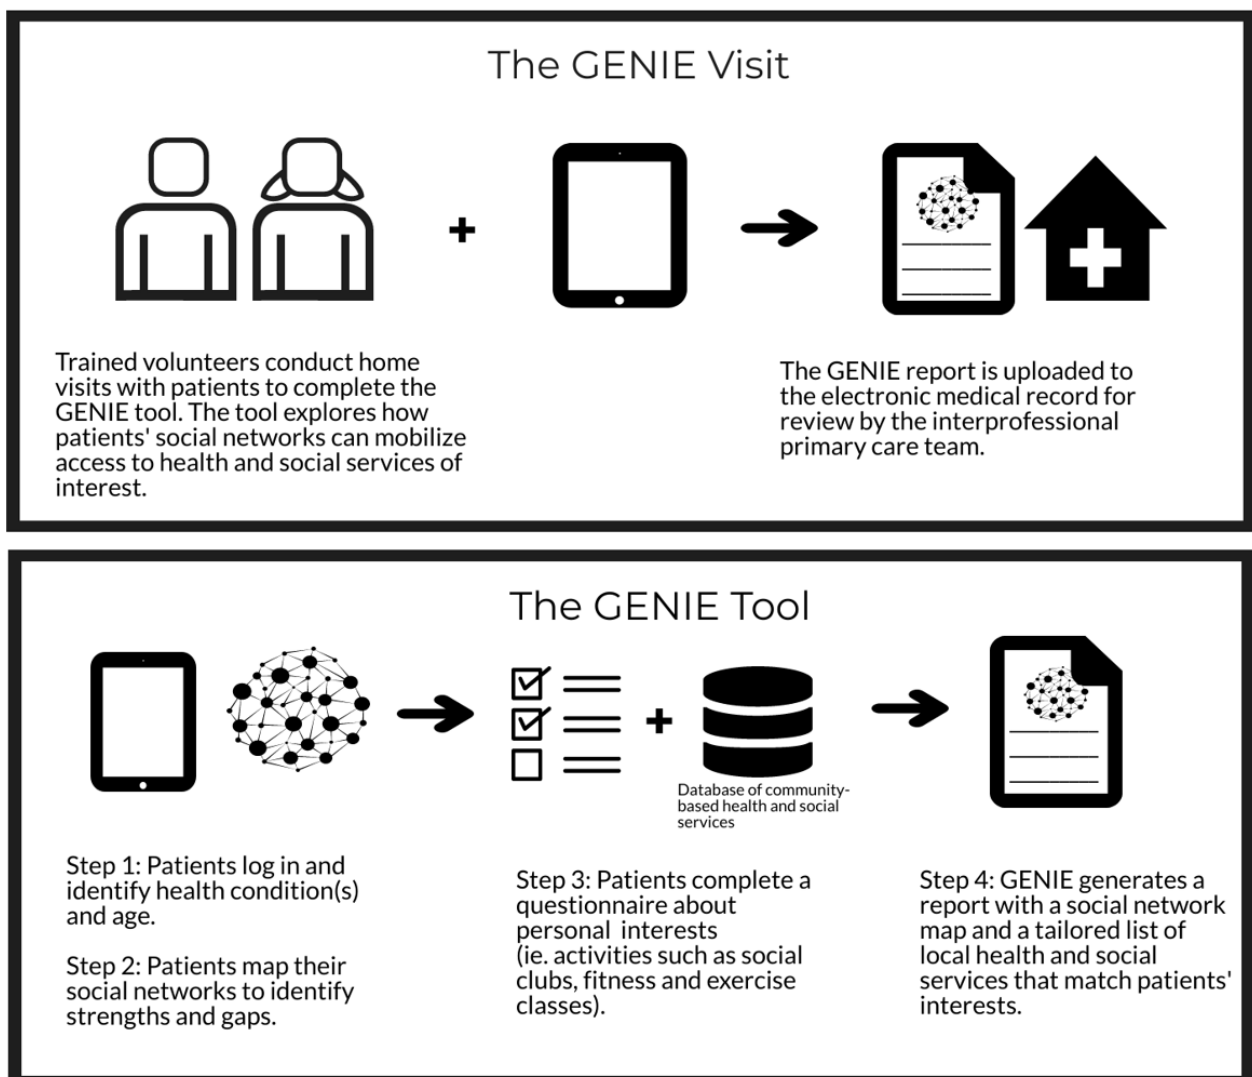 The GENIE Visit
Trained volunteers conduct home
visits with patients to complete the
GENIE tool. The tool explores how
patients' social networks can mobilize
access to health and social services of
interest.
The GENIE report is uploaded to
the electronic medical record for
review by the interprofessional
primary care team.
The GENIE Tool
Database of community-
based health and social
services
Step 1: Patients log in and
identify health condition(s)
and age.
Step 2: Patients map their
social networks to identify
strengths and gaps.
Step 3: Patients complete a
questionnaire about
personal interests
(ie. activities such as social
clubs, fitness and exercise
classes).
Step 4: GENIE generates a
report with a social network
map and a tailored list of
local health and social
services that match patients'
interests.